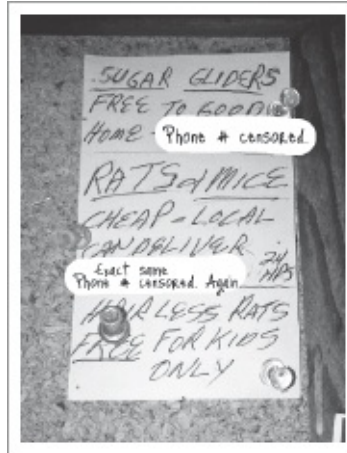 .SUGAR GLIDERS
FREE TO GOOD
HOME - Phone # censored.
RATS & MICE
CHEAP - LOCAL
CAN DELIVER 24
Exact same HRS
Phone # censored. Again.
HAIRLESS RATS
FREE FOR KIDS
ONLY